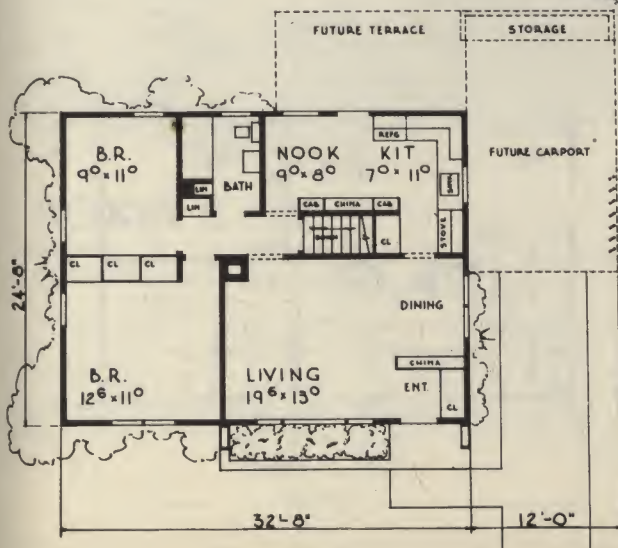 FUTURE TERRACE
STORAGE
B.R.
9⁰ x 11⁰
LIN
LIN
BATH
NOOK
9⁰ x 8⁰
KIT
7⁰ x 11⁰
REFG
SINK
STOVE
FUTURE CARPORT
CAB
CHINA
CAB
CL
CL
CL
CL
24'-8"
B.R.
12⁶ x 11⁰
LIVING
19⁶ x 13⁰
DINING
CHINA
ENT.
CL
32'-8"
12'-0"